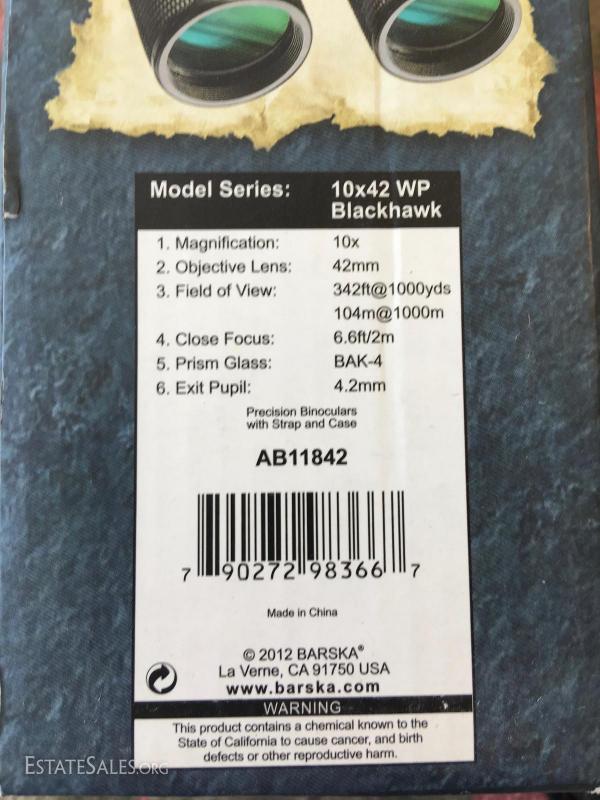 Model Series: 10x42 WP
Blackhawk
1. Magnification: 10x
2. Objective Lens: 42mm
3. Field of View: 342ft@1000yds
104m@1000m
4. Close Focus: 6.6ft/2m
5. Prism Glass: BAK-4
6. Exit Pupil: 4.2mm
Precision Binoculars
with Strap and Case
AB11842
7 90272 98366 7
Made in China
© 2012 BARSKA®
La Verne, CA 91750 USA
www.barska.com
WARNING
This product contains a chemical known to the
State of California to cause cancer, and birth
defects or other reproductive harm.
ESTATESALES.ORG